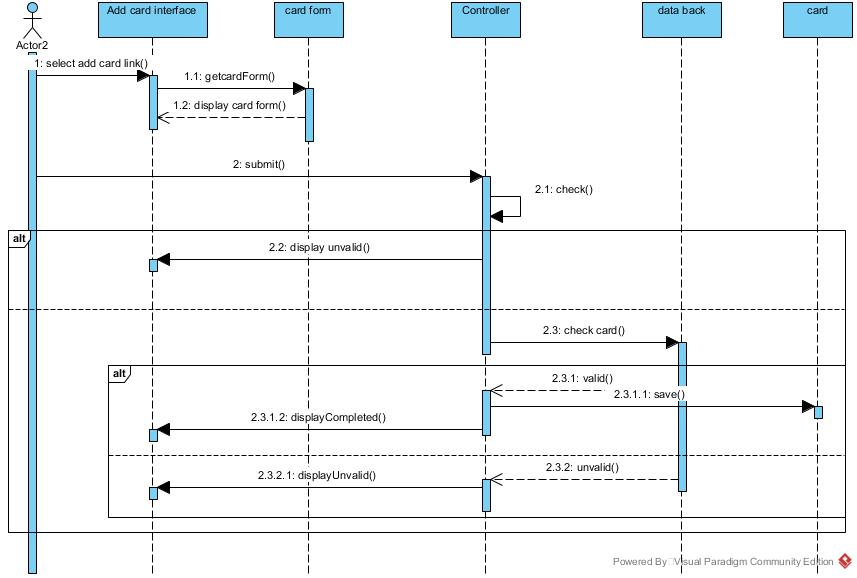 Add card interface
card form
Controller
data back
card
Actor2
1: select add card link()
1.1: getcardForm()
1.2: display card form()
2: submit()
2.1: check()
alt
2.2: display unvalid()
2.3: check card()
alt
2.3.1: valid()
2.3.1.1: save()
2.3.1.2: displayCompleted()
2.3.2: unvalid()
2.3.2.1: displayUnvalid()
Powered By Visual Paradigm Community Edition